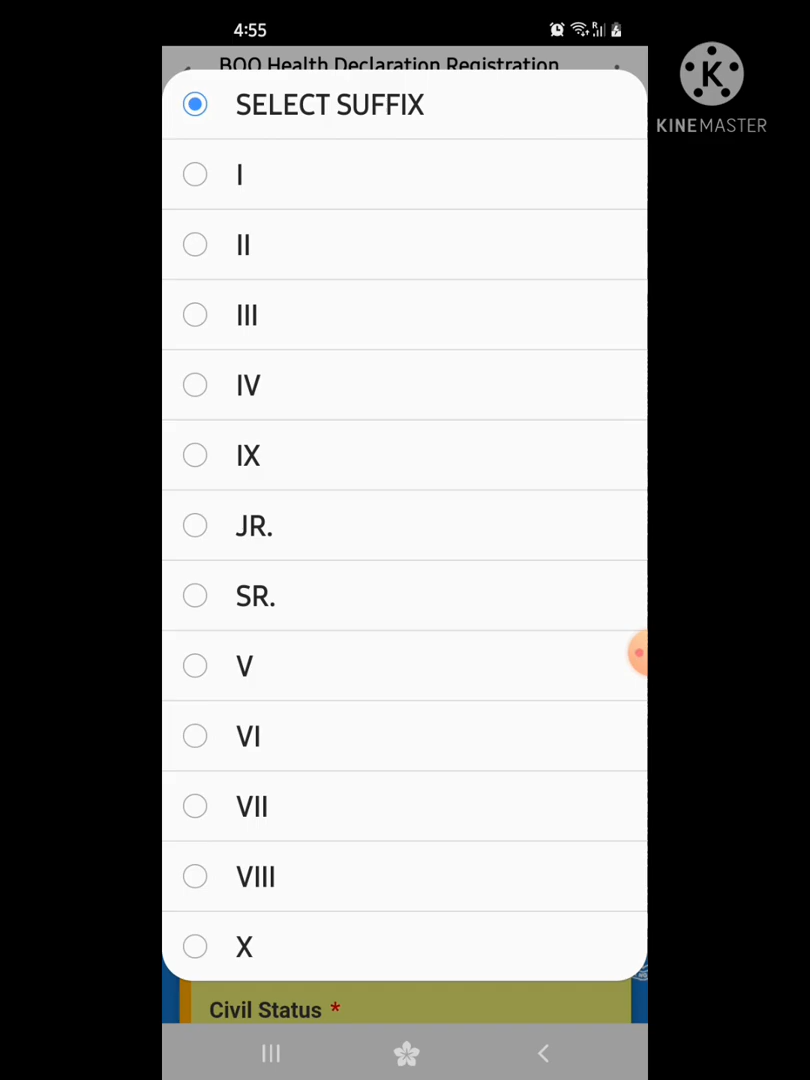 4:55
R
K
KINEMASTER
BOQ Health Declaration Registration
SELECT SUFFIX
I
II
III
IV
IX
JR.
SR.
V
VI
VII
VIII
X
Civil Status *